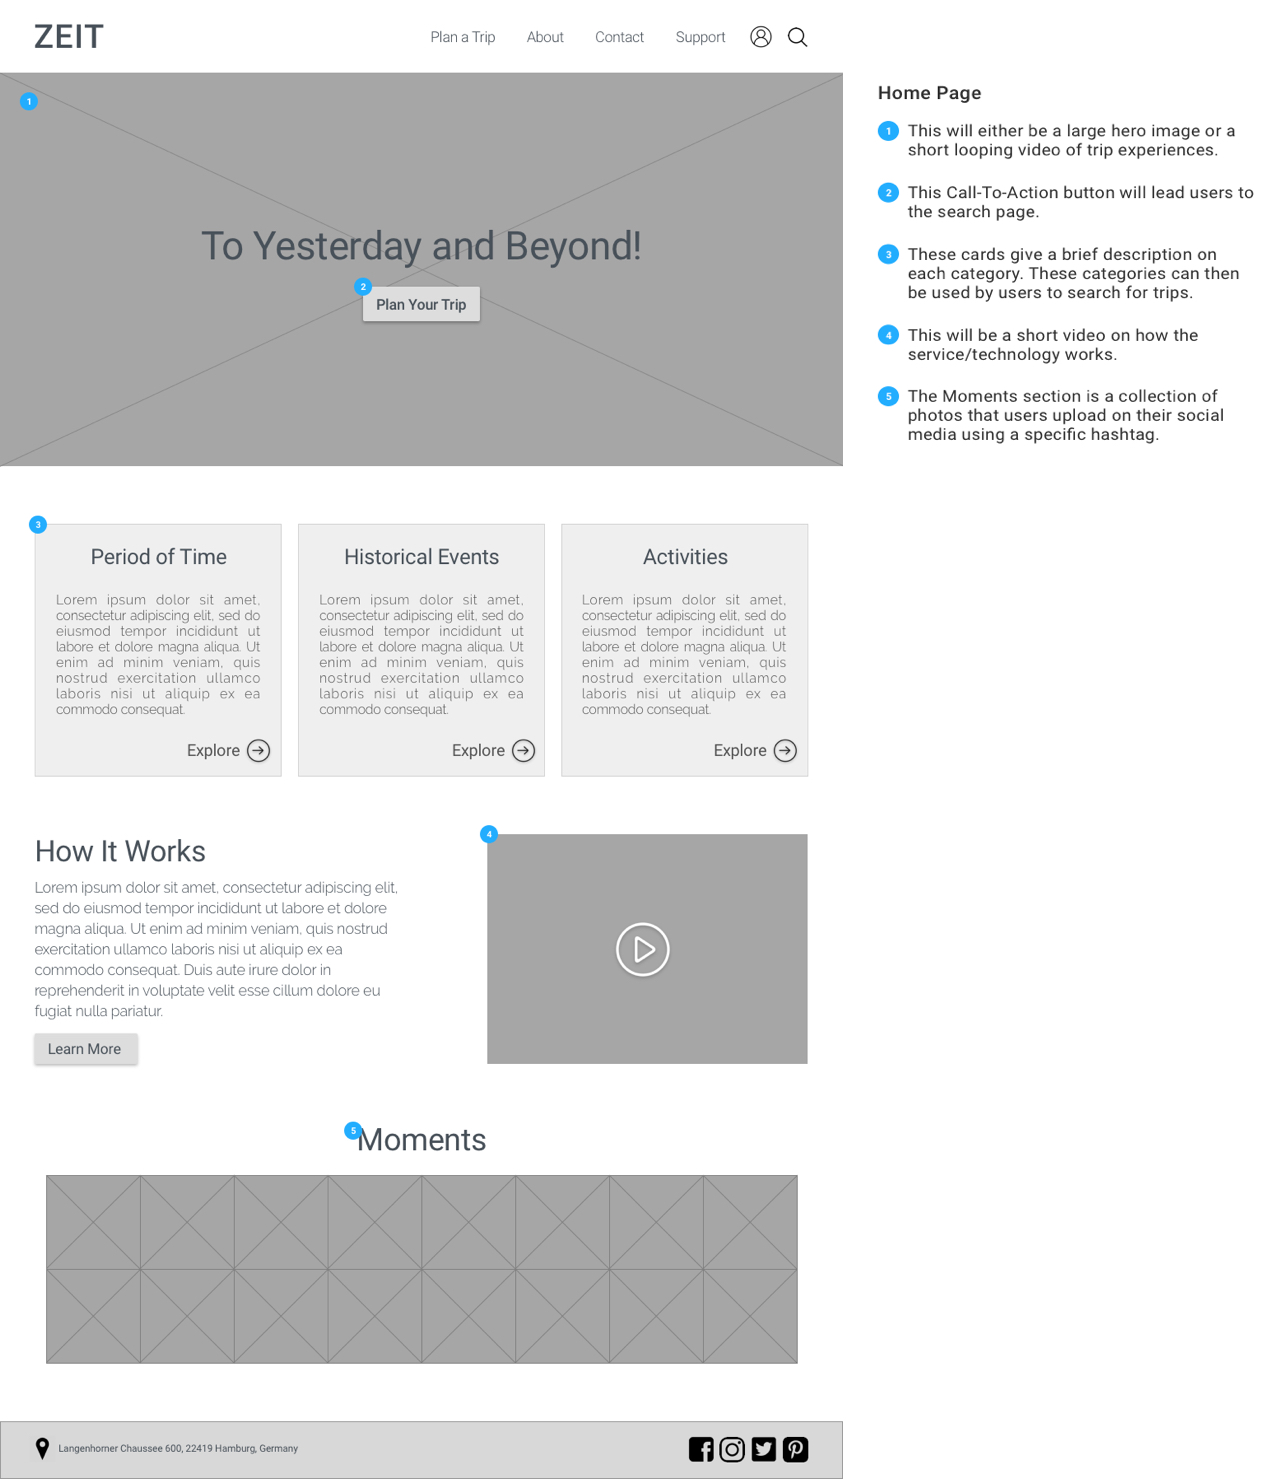 ZEIT
Plan a Trip
About
Contact
Support
1
To Yesterday and Beyond!
2
Plan Your Trip
Home Page
1 This will either be a large hero image or a
short looping video of trip experiences.
2 This Call-To-Action button will lead users to
the search page.
3 These cards give a brief description on
each category. These categories can then
be used by users to search for trips.
4 This will be a short video on how the
service/technology works.
5 The Moments section is a collection of
photos that users upload on their social
media using a specific hashtag.
3
Period of Time
Lorem ipsum dolor sit amet,
consectetur adipiscing elit, sed do
eiusmod tempor incididunt ut
labore et dolore magna aliqua. Ut
enim ad minim veniam, quis
nostrud exercitation ullamco
laboris nisi ut aliquip ex ea
commodo consequat.
Explore
Historical Events
Lorem ipsum dolor sit amet,
consectetur adipiscing elit, sed do
eiusmod tempor incididunt ut
labore et dolore magna aliqua. Ut
enim ad minim veniam, quis
nostrud exercitation ullamco
laboris nisi ut aliquip ex ea
commodo consequat.
Explore
Activities
Lorem ipsum dolor sit amet,
consectetur adipiscing elit, sed do
eiusmod tempor incididunt ut
labore et dolore magna aliqua. Ut
enim ad minim veniam, quis
nostrud exercitation ullamco
laboris nisi ut aliquip ex ea
commodo consequat.
Explore
How It Works
Lorem ipsum dolor sit amet, consectetur adipiscing elit,
sed do eiusmod tempor incididunt ut labore et dolore
magna aliqua. Ut enim ad minim veniam, quis nostrud
exercitation ullamco laboris nisi ut aliquip ex ea
commodo consequat. Duis aute irure dolor in
reprehenderit in voluptate velit esse cillum dolore eu
fugiat nulla pariatur.
Learn More
4
5
Moments
Langenhorner Chaussee 600, 22419 Hamburg, Germany